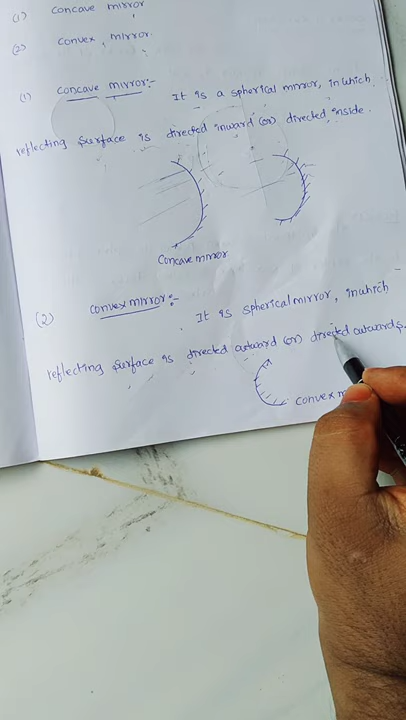 (1) Concave mirror
(2) Convex mirror.
(1) Concave mirror:- It is a spherical mirror, in which
reflecting surface is directed inward (or) directed inside.
Concave mirror
(2) convex mirror:-
It is spherical mirror, in which
reflecting surface is directed outward (or) directed outwards.
convex m